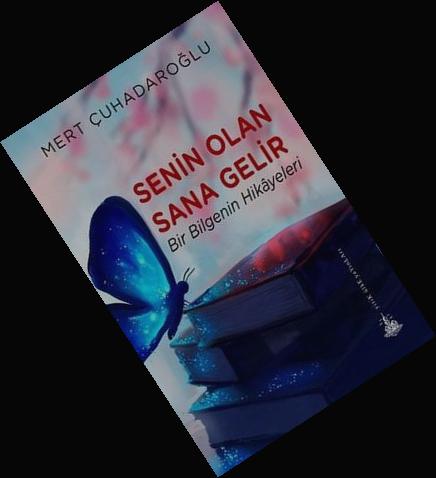 MERT ÇUHADAROĞLU
SENİN OLAN
SANA GELİR
Bir Bilgenin Hikâyeleri